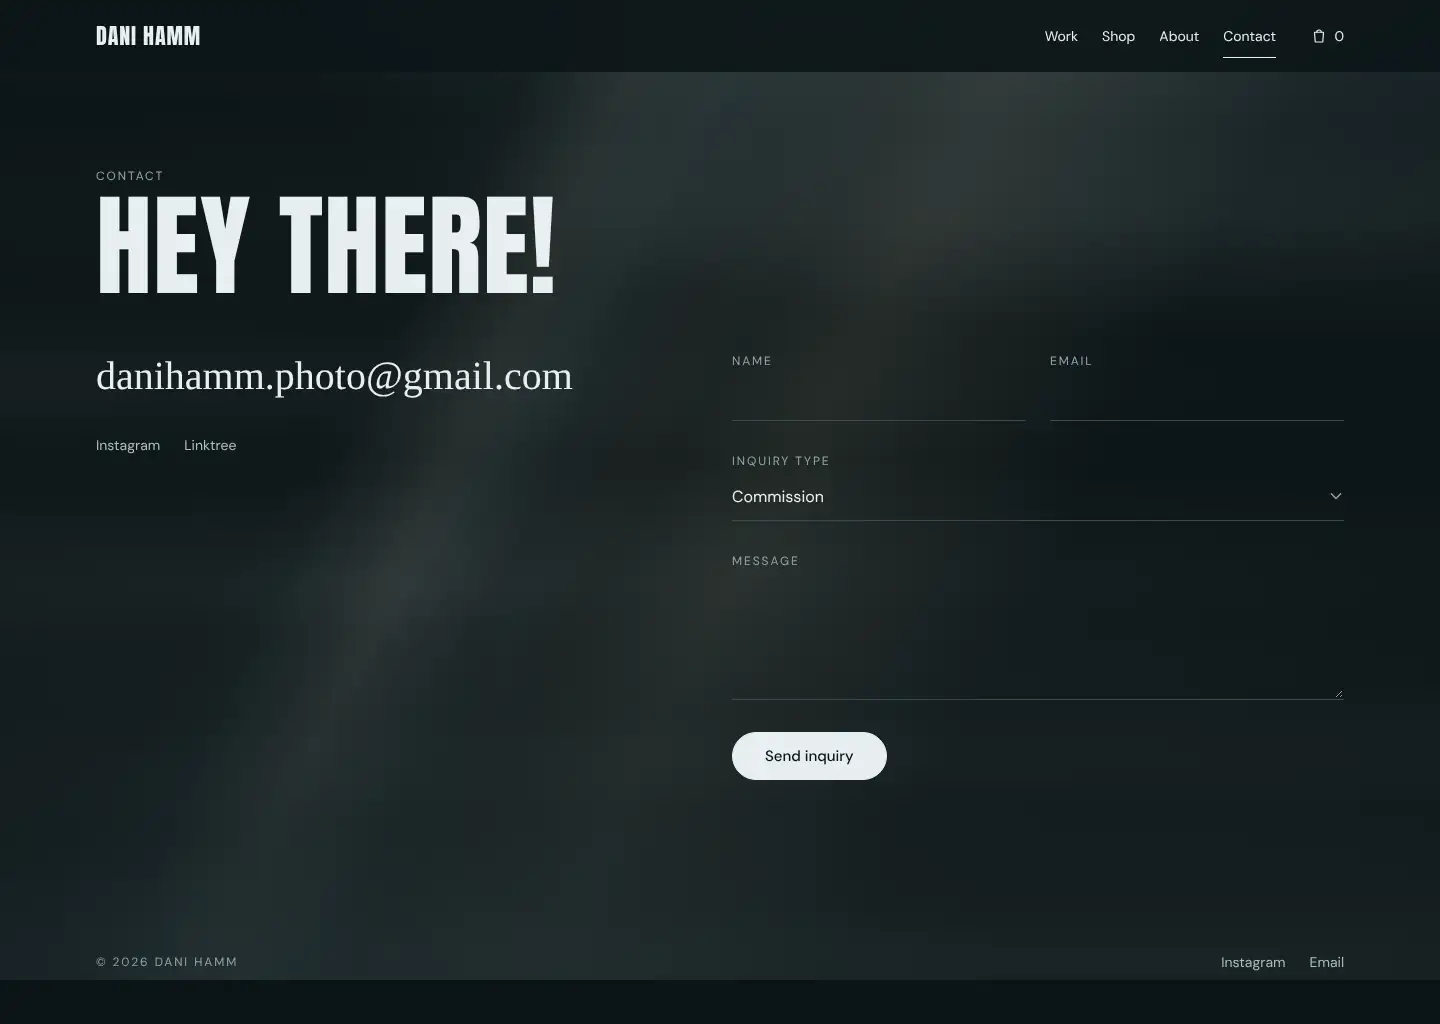 DANI HAMM
Work Shop About Contact 0
CONTACT
HEY THERE!
danihamm.photo@gmail.com
Instagram Linktree
NAME EMAIL
INQUIRY TYPE
Commission
MESSAGE
Send inquiry
© 2026 DANI HAMM
Instagram Email